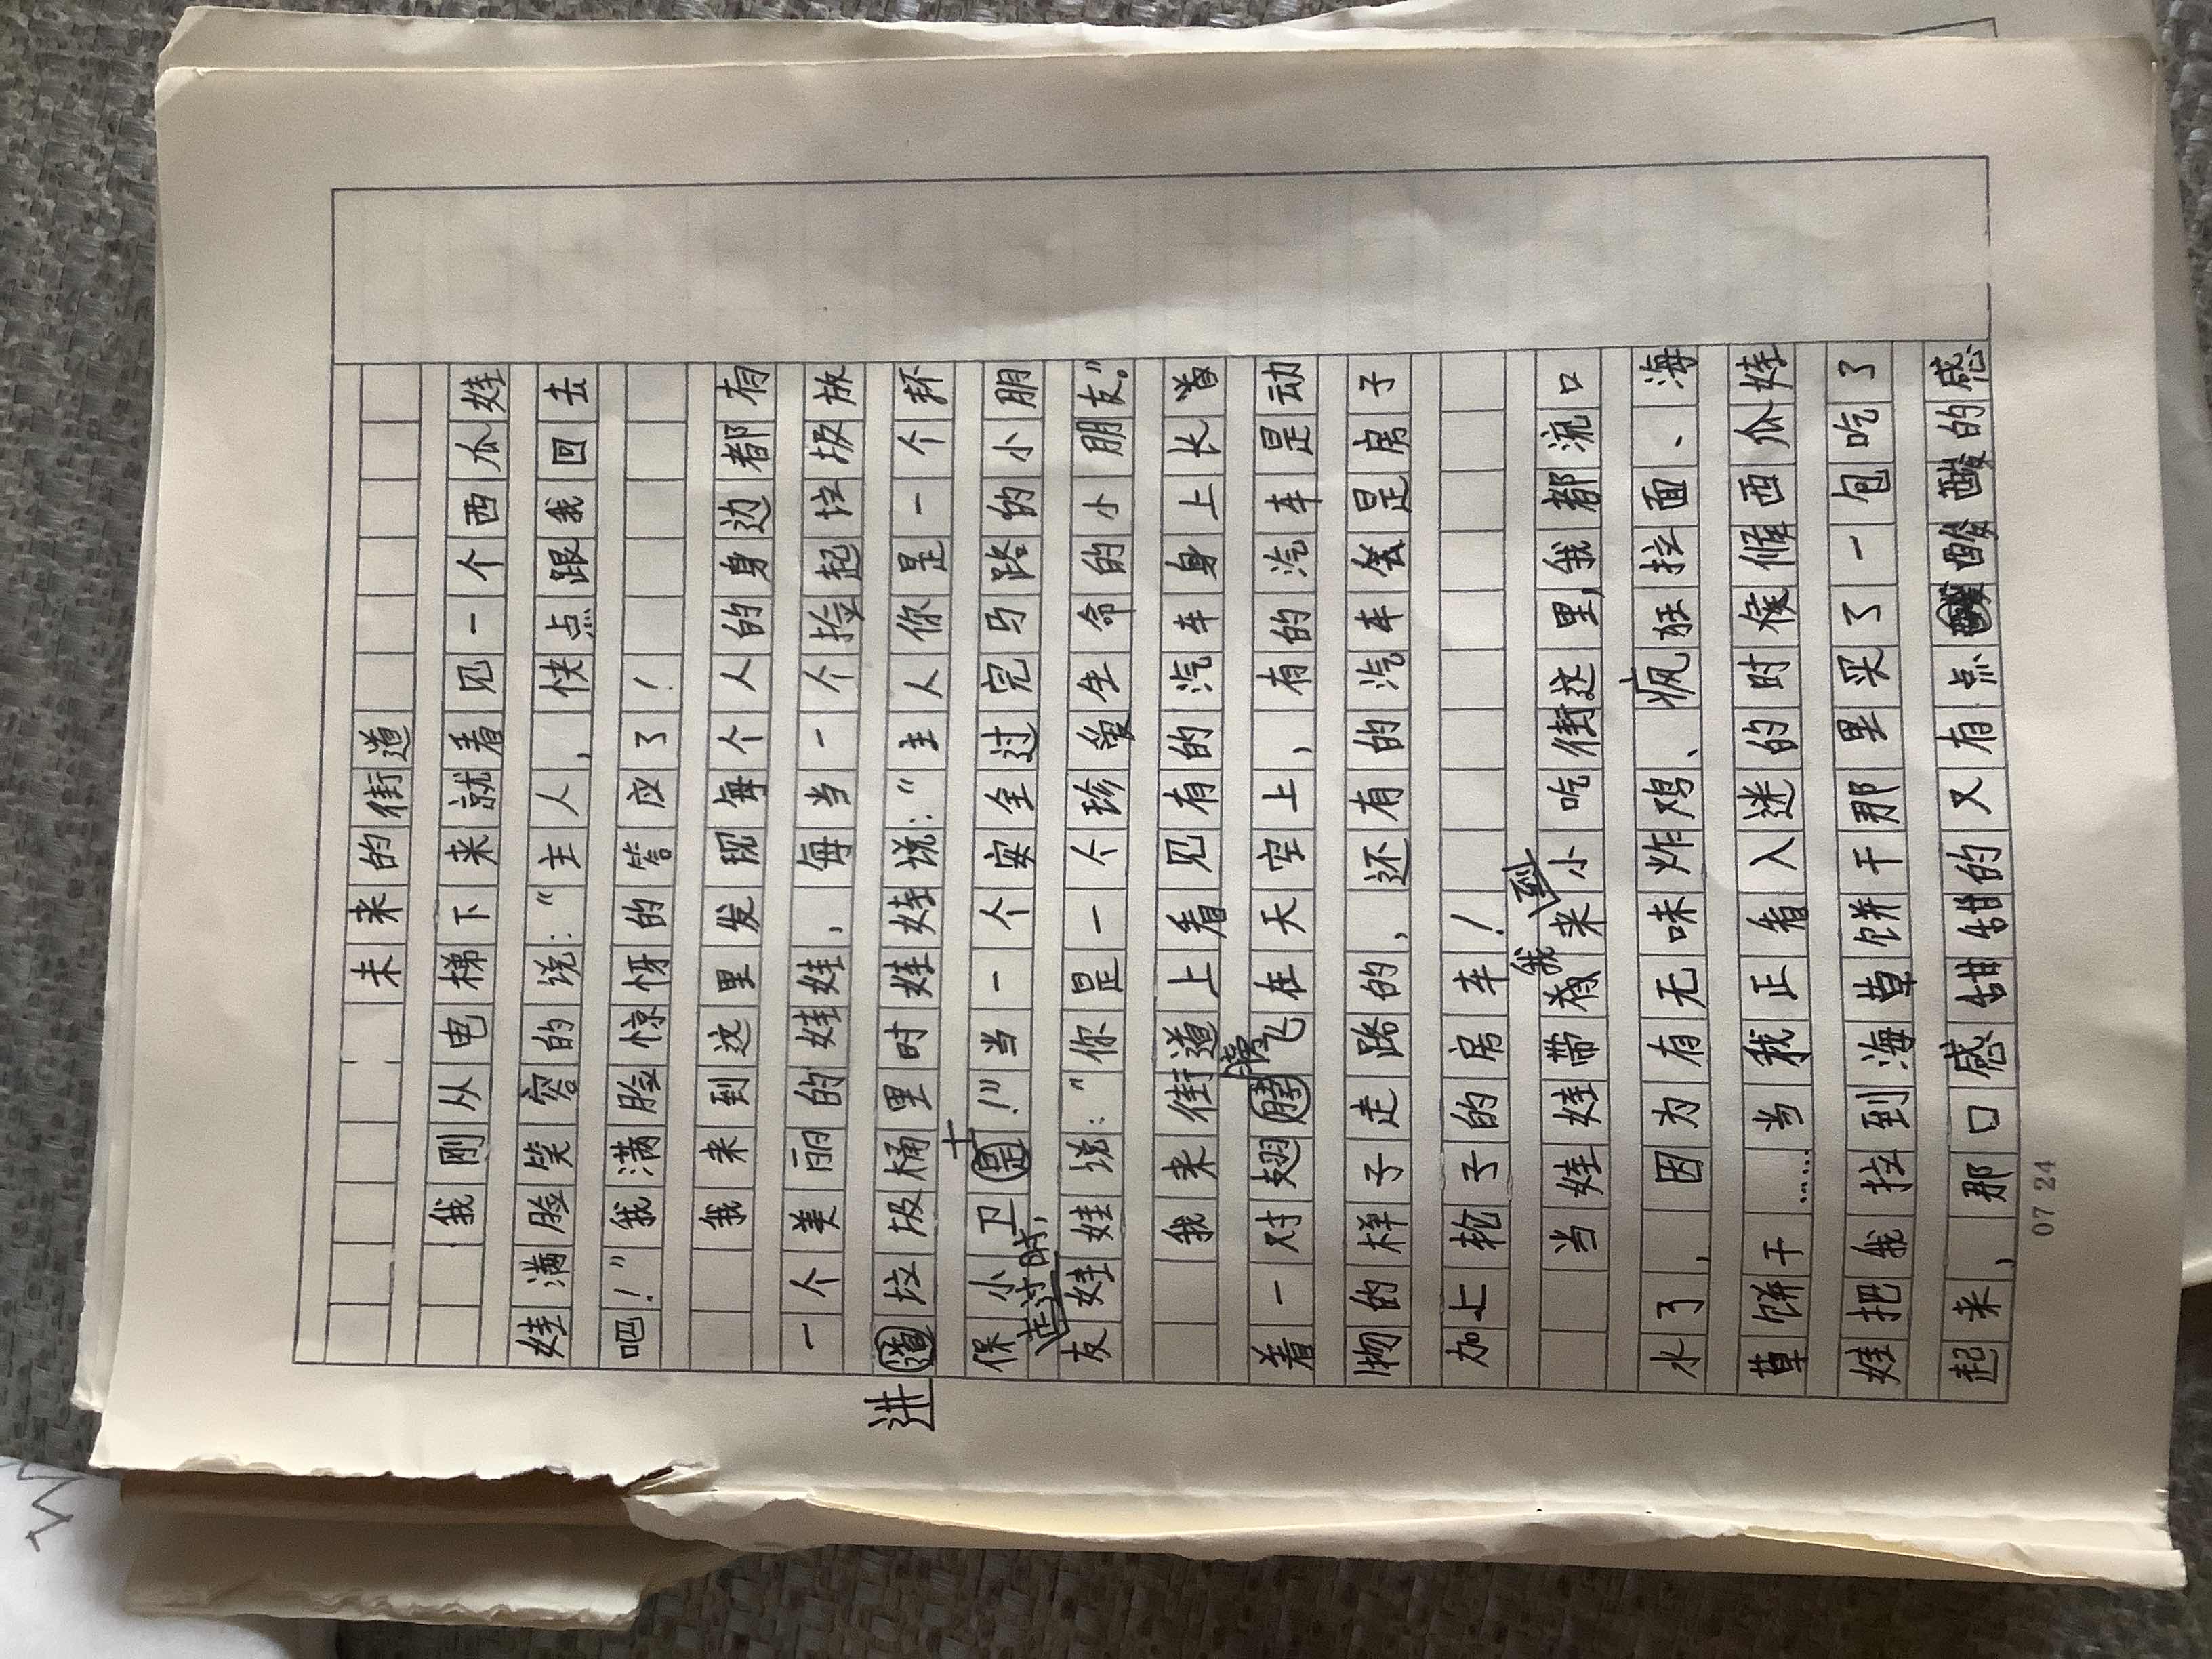 未来的街道
我刚从电梯下来就看见一个西瓜娃
娃满脸笑容的说：“主人，快点跟我回去
吧！”我满脸惊讶的答应了！
我来到这里发现每个人的身边都有
一个美丽的娃娃，每当一个捡起垃圾放
进垃圾桶里时娃娃说：“主人你是一个环
保小卫士！”当一个安全过完马路的小朋
走过时，
友娃娃说：“你是一个珍爱生命的小朋友。”
我来街道上看见有的汽车身上长着
一对翅膀飞在天空上，有的汽车是动
物的样子走路的，还有的汽车是房子
加上轮子的房车！
当娃娃带着我来到小吃街这里，我都流口
水了，因为有无味炸鸡、疯狂拉面、海
草饼干……当我正看入迷的时候谁西瓜娃
娃把我拉到海草饼干那里买了一包吃了
起来，那口感甜甜的又有点酸酸的感
07 24